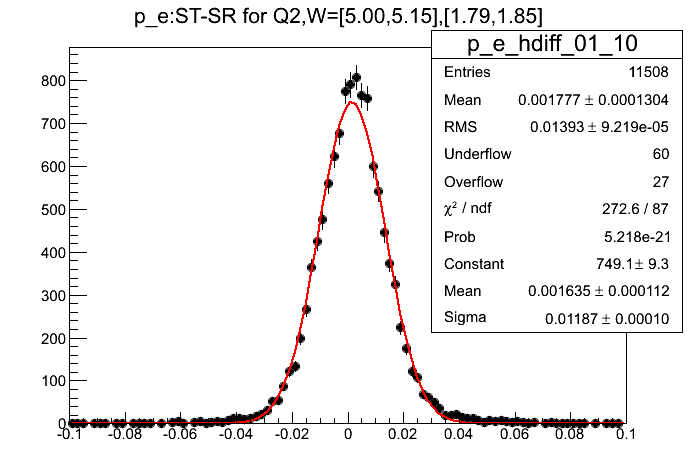 p_e:ST-SR for Q2,W=[5.00,5.15],[1.79,1.85]
p_e_hdiff_01_10
Entries 11508
Mean 0.001777 ± 0.0001304
RMS 0.01393 ± 9.219e-05
Underflow 60
Overflow 27
χ² / ndf 272.6 / 87
Prob 5.218e-21
Constant 749.1 ± 9.3
Mean 0.001635 ± 0.000112
Sigma 0.01187 ± 0.00010
800
700
600
500
400
300
200
100
0
-0.1 -0.08 -0.06 -0.04 -0.02 0 0.02 0.04 0.06 0.08 0.1